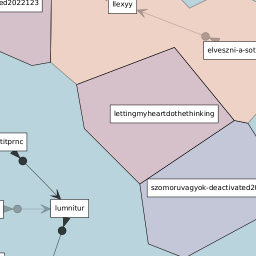 ed2022123
llexyy
elveszni-a-sot
lettingmyheartdothethinking
titprnc
szomoruvagyok-deactivated20
lumnitur